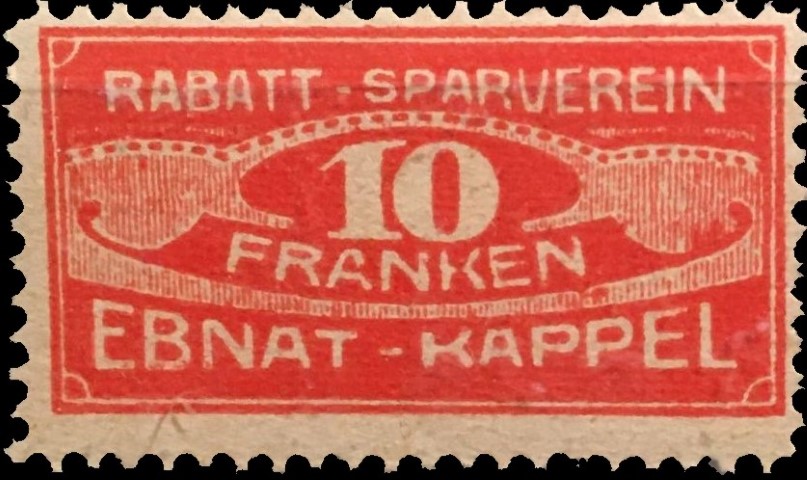 RABATT - SPARVEREIN
10
FRANKEN
EBNAT - KAPPEL